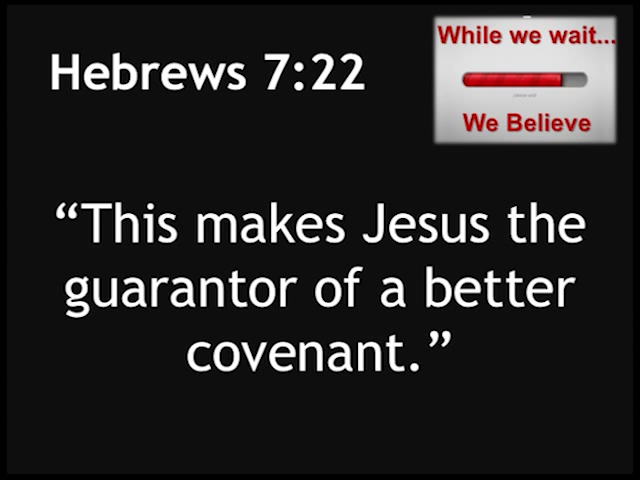 Hebrews 7:22
While we wait...
We Believe
“This makes Jesus the
guarantor of a better
covenant.”